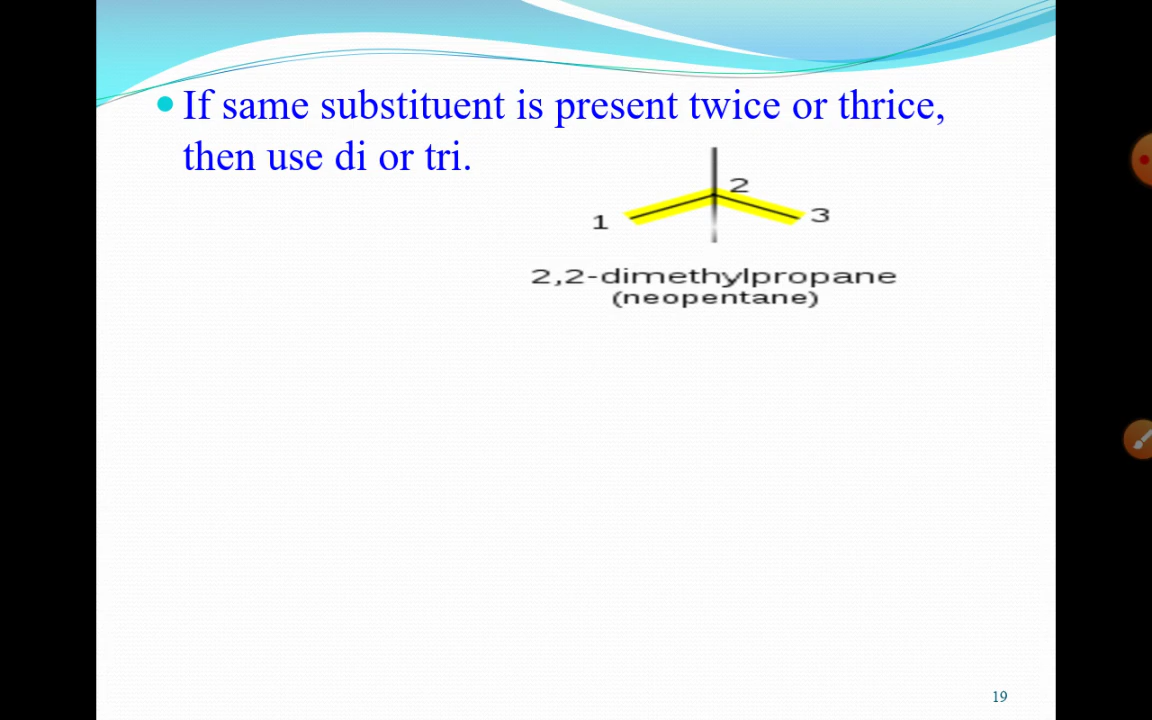 If same substituent is present twice or thrice,
then use di or tri.
2
1
3
2,2-dimethylpropane
(neopentane)
19